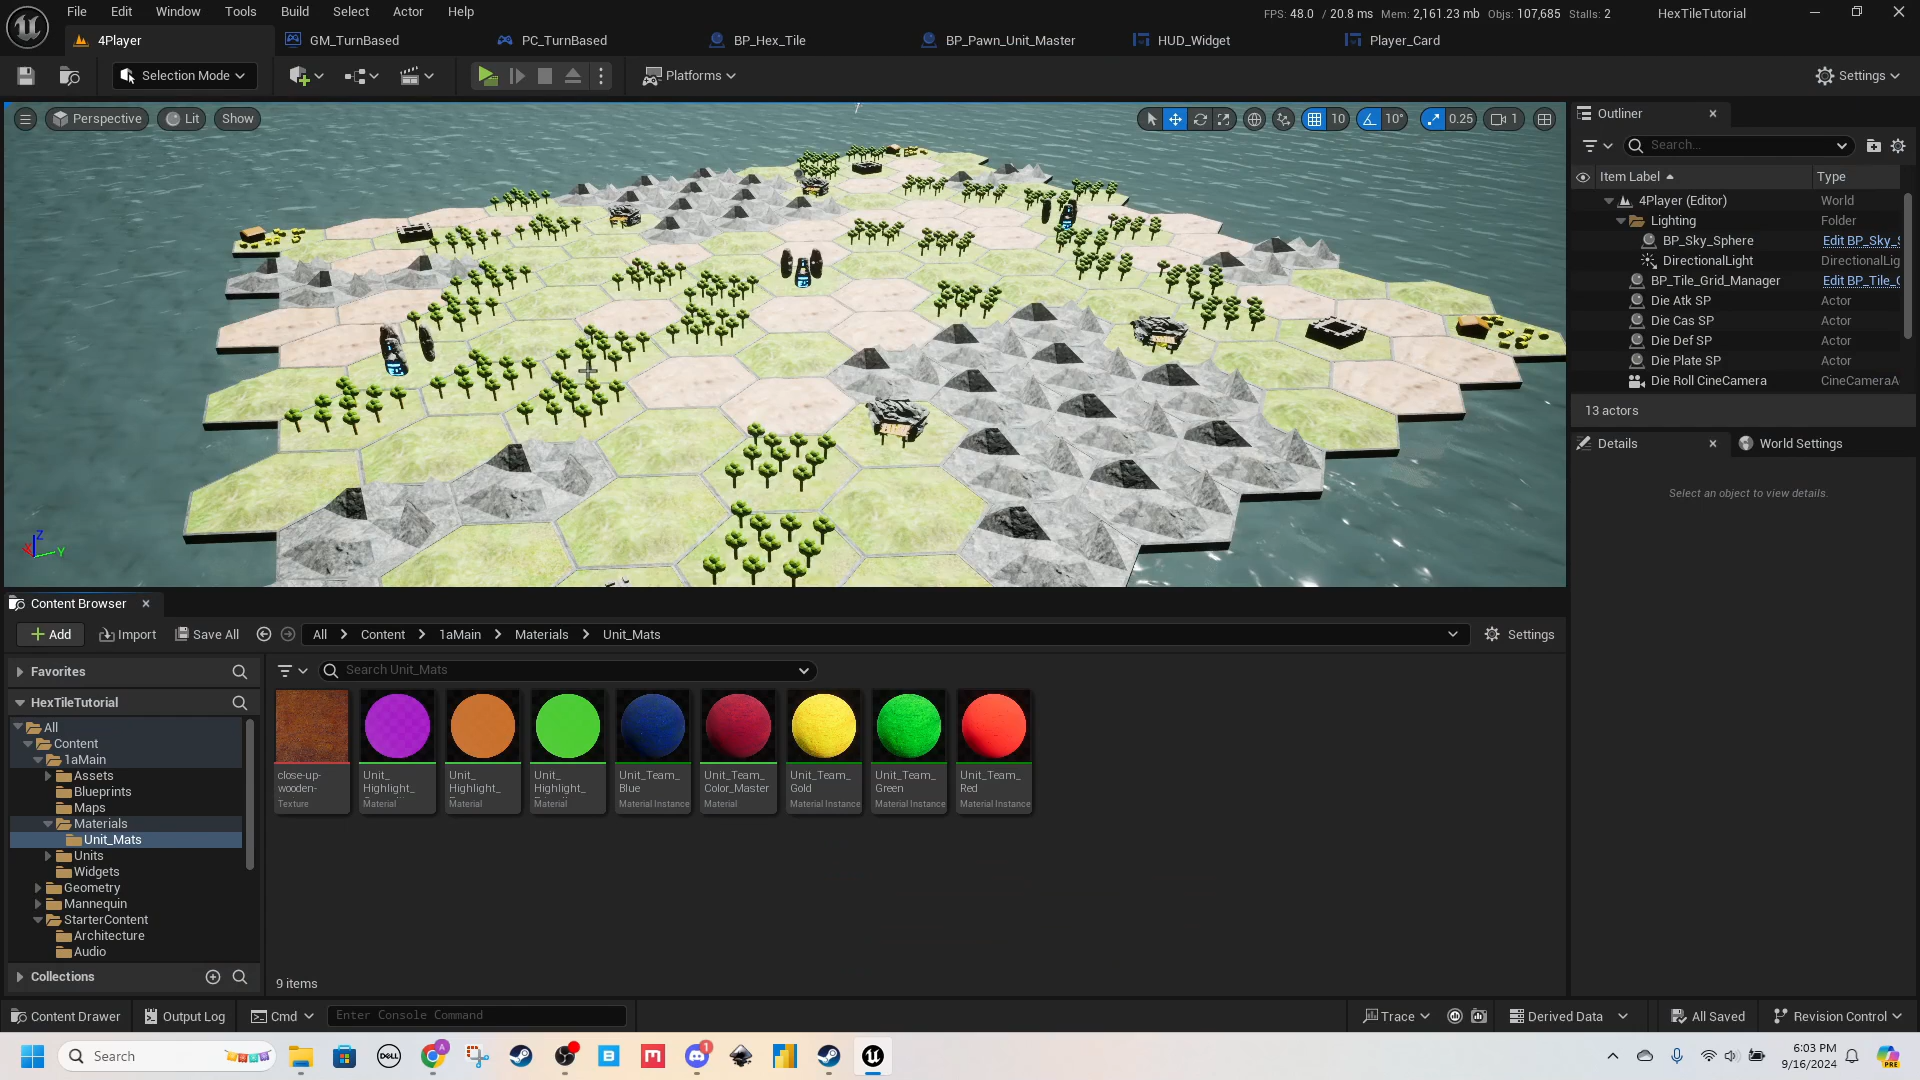 File Edit Window Tools Build Select Actor Help
FPS: 48.0 / 20.8 ms Mem: 2,161.23 mb Objs: 107,685 Stalls: 2
HexTileTutorial
4Player
GM_TurnBased
PC_TurnBased
BP_Hex_Tile
BP_Pawn_Unit_Master
HUD_Widget
Player_Card
Selection Mode
Platforms
Settings
Perspective
Lit
Show
10
10°
0.25
1
Z
Y
Outliner
Search...
Item Label
Type
4Player (Editor) World
Lighting Folder
BP_Sky_Sphere Edit BP_Sky_S
DirectionalLight DirectionalLig
BP_Tile_Grid_Manager Edit BP_Tile_G
Die Atk SP Actor
Die Cas SP Actor
Die Def SP Actor
Die Plate SP Actor
Die Roll CineCamera CineCameraA
13 actors
Details
World Settings
Select an object to view details.
Content Browser
Add
Import
Save All
All > Content > 1aMain > Materials > Unit_Mats
Settings
Favorites
HexTileTutorial
All
Content
1aMain
Assets
Blueprints
Maps
Materials
Unit_Mats
Units
Widgets
Geometry
Mannequin
StarterContent
Architecture
Audio
Collections
Search Unit_Mats
close-up-
wooden-
Texture
Unit_
Highlight_
Material
Unit_
Highlight_
Material
Unit_
Highlight_
Material
Unit_Team_
Blue
Material Instance
Unit_Team_
Color_Master
Material
Unit_Team_
Gold
Material Instance
Unit_Team_
Green
Material Instance
Unit_Team_
Red
Material Instance
9 items
Content Drawer
Output Log
Cmd
Enter Console Command
Trace
Derived Data
All Saved
Revision Control
Search
DELL
A
B
M
1
6:03 PM
9/16/2024
PRE